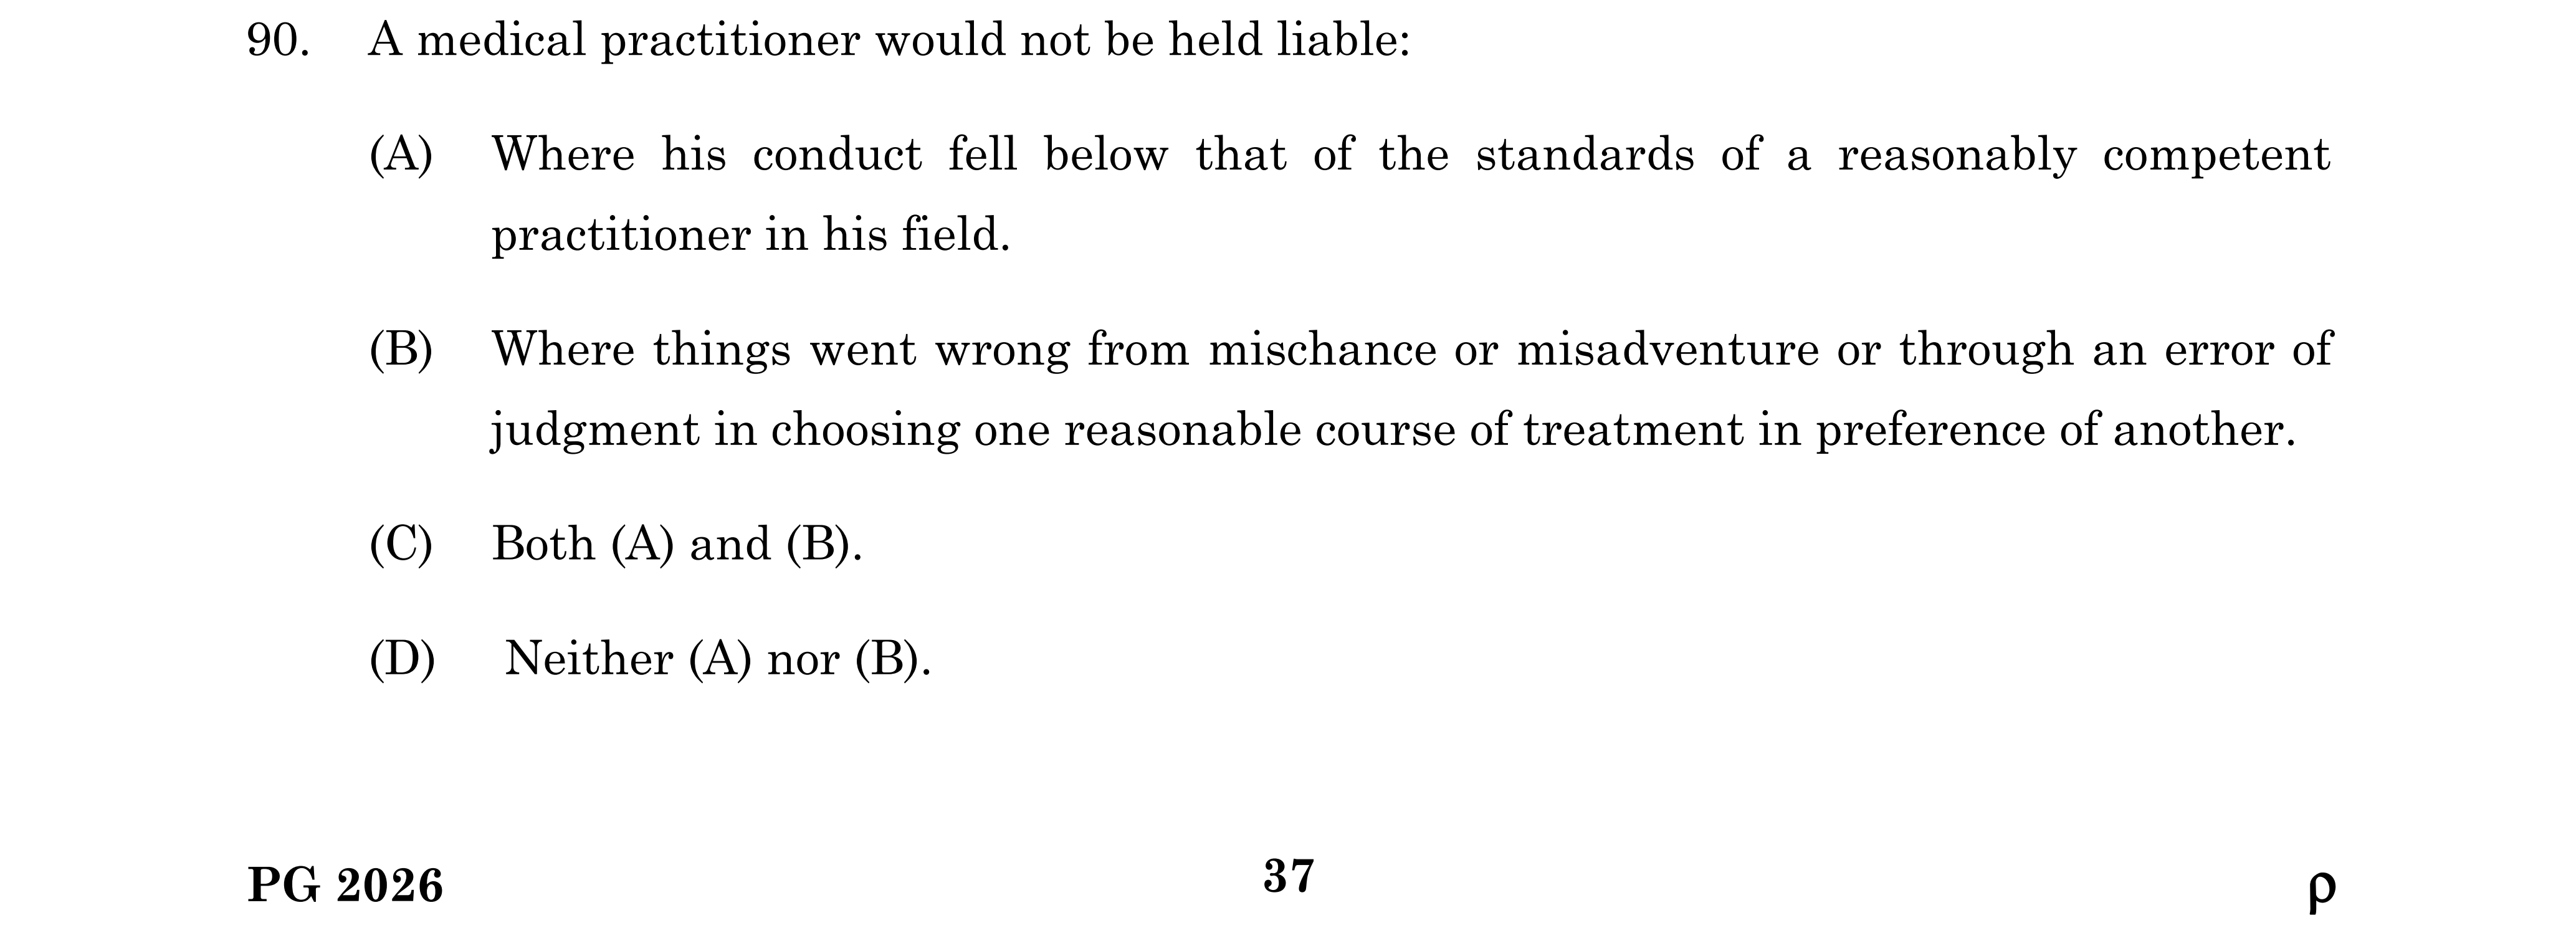 90. A medical practitioner would not be held liable:
(A) Where his conduct fell below that of the standards of a reasonably competent
practitioner in his field.
(B) Where things went wrong from mischance or misadventure or through an error of
judgment in choosing one reasonable course of treatment in preference of another.
(C) Both (A) and (B).
(D) Neither (A) nor (B).
PG 2026 37 ρ